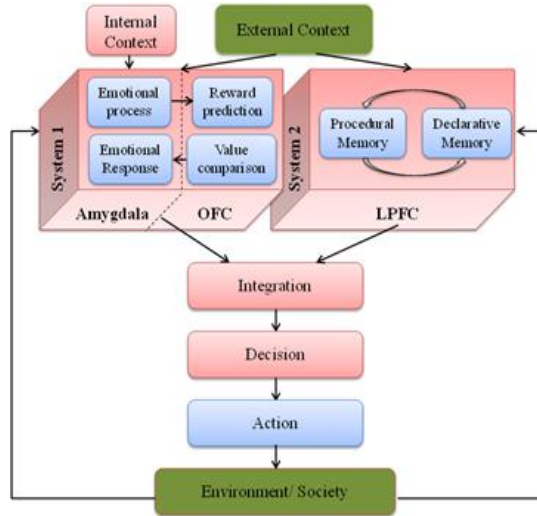 Internal
Context
External Context
System 1
Emotional
process
Reward
prediction
Emotional
Response
Value
comparison
Amygdala
OFC
System 2
Procedural
Memory
Declarative
Memory
LPFC
Integration
Decision
Action
Environment/ Society